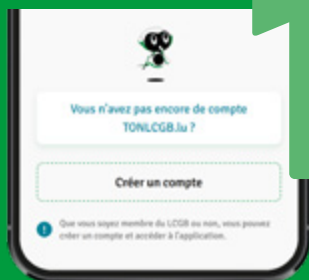 Vous n'avez pas encore de compte
TONLCGB.lu ?
Créer un compte
Que vous soyez membre du LCGB ou non, vous pouvez
créer un compte et accéder à l'application.